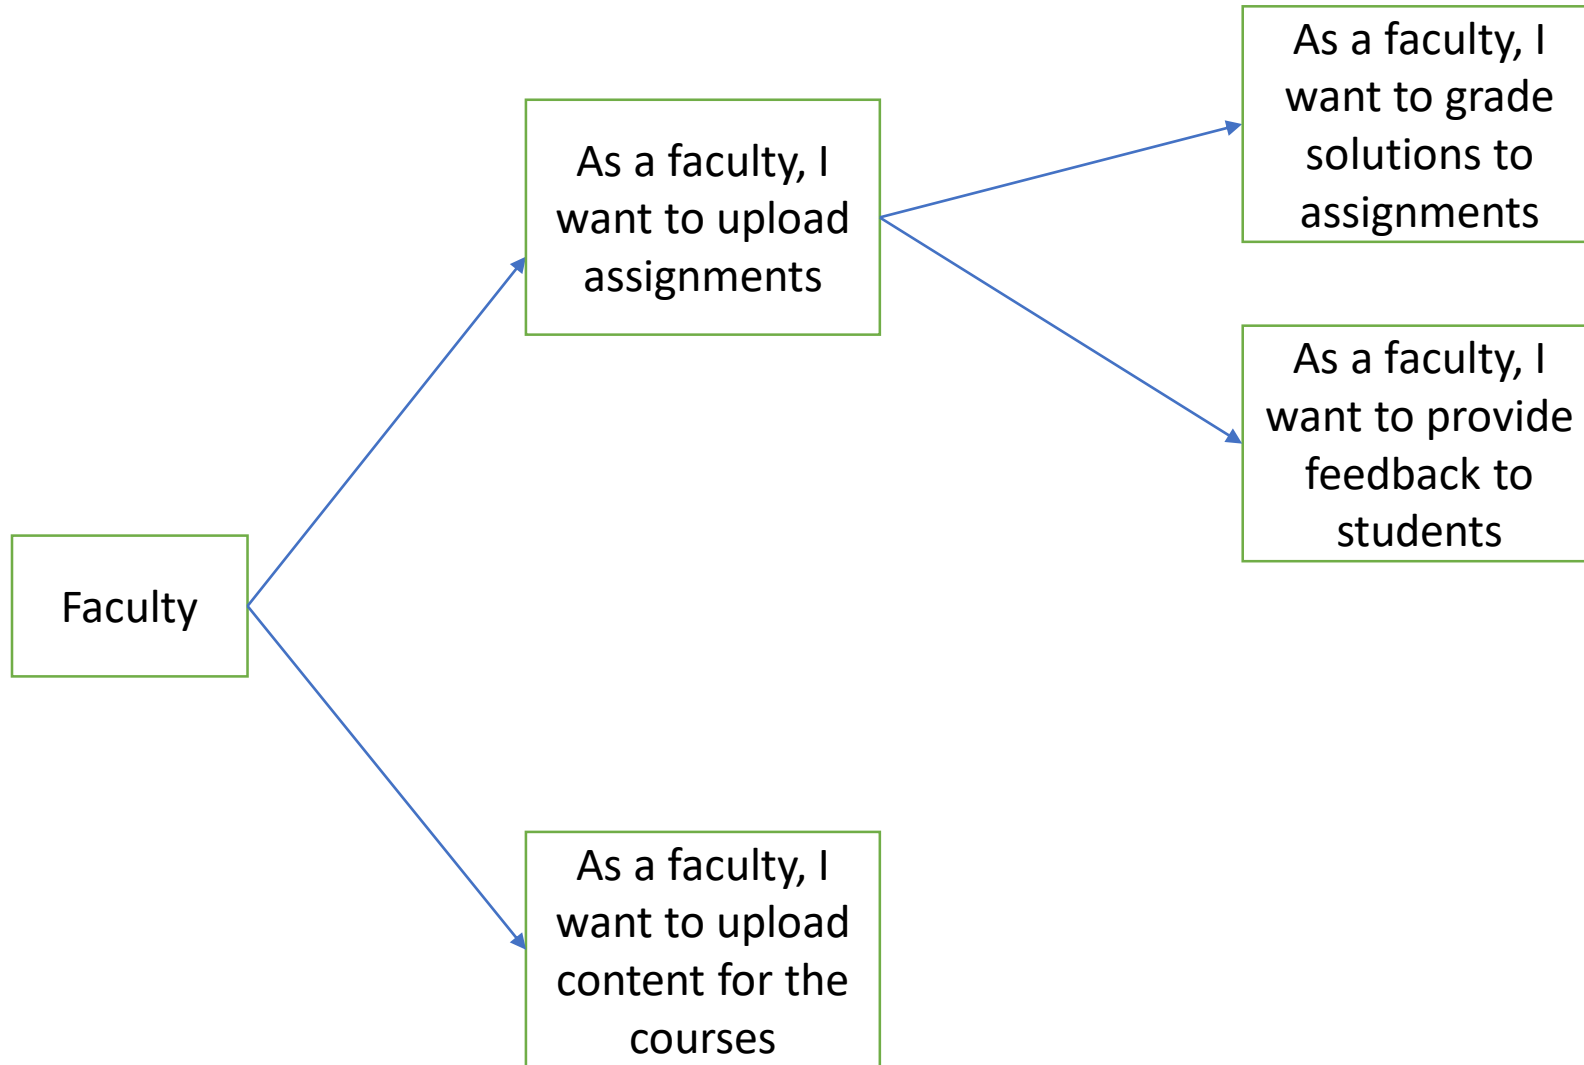 Faculty
As a faculty, I
want to upload
assignments
As a faculty, I
want to grade
solutions to
assignments
As a faculty, I
want to provide
feedback to
students
As a faculty, I
want to upload
content for the
courses